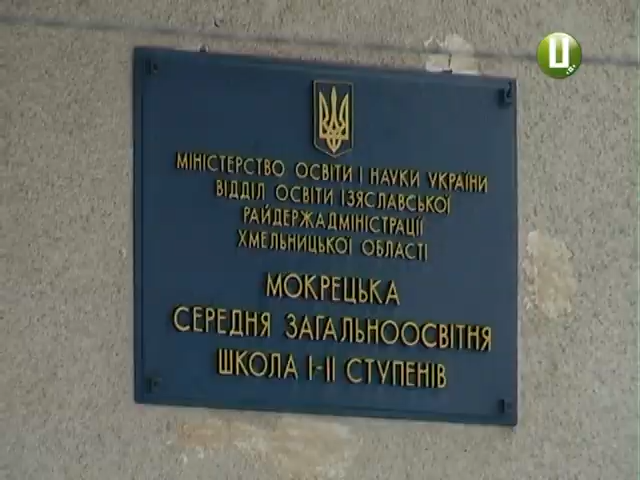 Ц
МІНІСТЕРСТВО ОСВІТИ І НАУКИ УКРАЇНИ
ВІДДІЛ ОСВІТИ ІЗЯСЛАВСЬКОЇ
РАЙДЕРЖАДМІНІСТРАЦІЇ
ХМЕЛЬНИЦЬКОЇ ОБЛАСТІ
МОКРЕЦЬКА
СЕРЕДНЯ ЗАГАЛЬНООСВІТНЯ
ШКОЛА І-ІІ СТУПЕНІВ